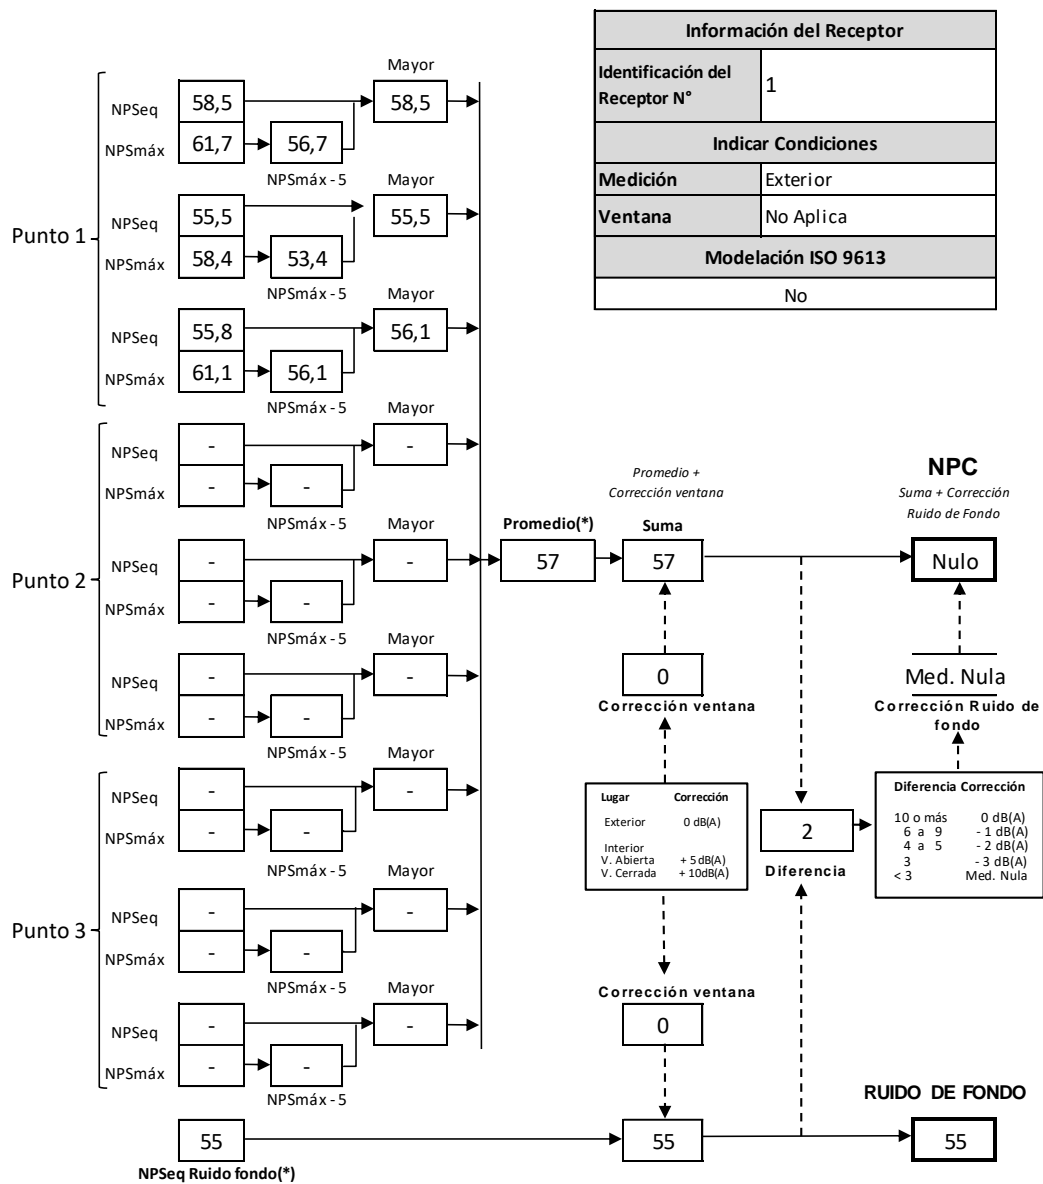 Información del Receptor
Identificación del
Receptor N°
1
Indicar Condiciones
Medición
Exterior
Ventana
No Aplica
Modelación ISO 9613
No
Punto 1
Mayor
NPSeq
58,5
58,5
NPSmáx
61,7
56,7
NPSmáx - 5
Mayor
NPSeq
55,5
55,5
NPSmáx
58,4
53,4
NPSmáx - 5
Mayor
NPSeq
55,8
56,1
NPSmáx
61,1
56,1
NPSmáx - 5
Punto 2
Mayor
NPSeq
-
-
NPSmáx
-
-
NPSmáx - 5
Mayor
NPSeq
-
-
NPSmáx
-
-
NPSmáx - 5
Mayor
NPSeq
-
-
NPSmáx
-
-
NPSmáx - 5
Punto 3
Mayor
NPSeq
-
-
NPSmáx
-
-
NPSmáx - 5
Mayor
NPSeq
-
-
NPSmáx
-
-
NPSmáx - 5
Mayor
NPSeq
-
-
NPSmáx
-
-
NPSmáx - 5
Promedio(*)
57
Promedio +
Corrección ventana
Suma
57
NPC
Suma + Corrección
Ruido de Fondo
Nulo
0
Corrección ventana
Med. Nula
Corrección Ruido de
fondo
Lugar Corrección
Exterior 0 dB(A)
Interior
V. Abierta + 5 dB(A)
V. Cerrada + 10dB(A)
2
Diferencia
Diferencia Corrección
10 o más 0 dB(A)
6 a 9 - 1 dB(A)
4 a 5 - 2 dB(A)
3 - 3 dB(A)
< 3 Med. Nula
Corrección ventana
0
RUIDO DE FONDO
55
55
55
NPSeq Ruido fondo(*)